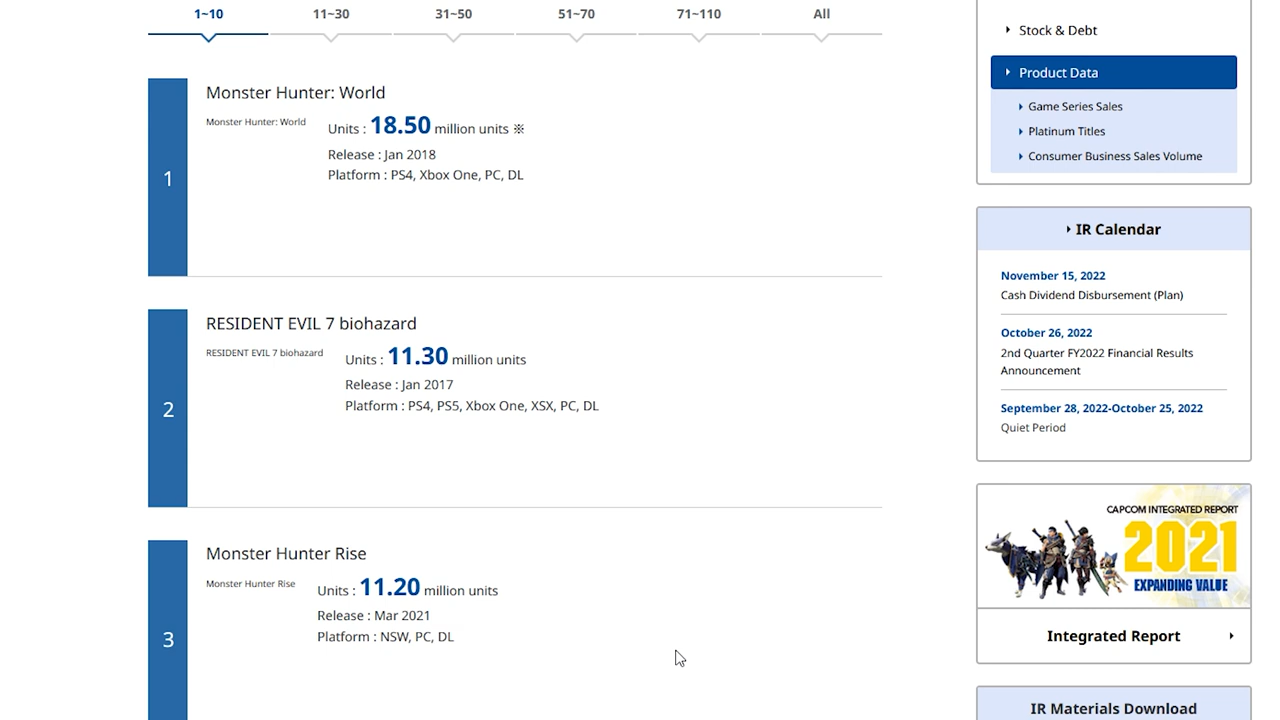 1~10
11~30
31~50
51~70
71~110
All
1
Monster Hunter: World
Monster Hunter: World
Units : 18.50 million units ※
Release : Jan 2018
Platform : PS4, Xbox One, PC, DL
2
RESIDENT EVIL 7 biohazard
RESIDENT EVIL 7 biohazard
Units : 11.30 million units
Release : Jan 2017
Platform : PS4, PS5, Xbox One, XSX, PC, DL
3
Monster Hunter Rise
Monster Hunter Rise
Units : 11.20 million units
Release : Mar 2021
Platform : NSW, PC, DL
Stock & Debt
Product Data
Game Series Sales
Platinum Titles
Consumer Business Sales Volume
IR Calendar
November 15, 2022
Cash Dividend Disbursement (Plan)
October 26, 2022
2nd Quarter FY2022 Financial Results
Announcement
September 28, 2022-October 25, 2022
Quiet Period
CAPCOM INTEGRATED REPORT
2021
EXPANDING VALUE
Integrated Report
IR Materials Download